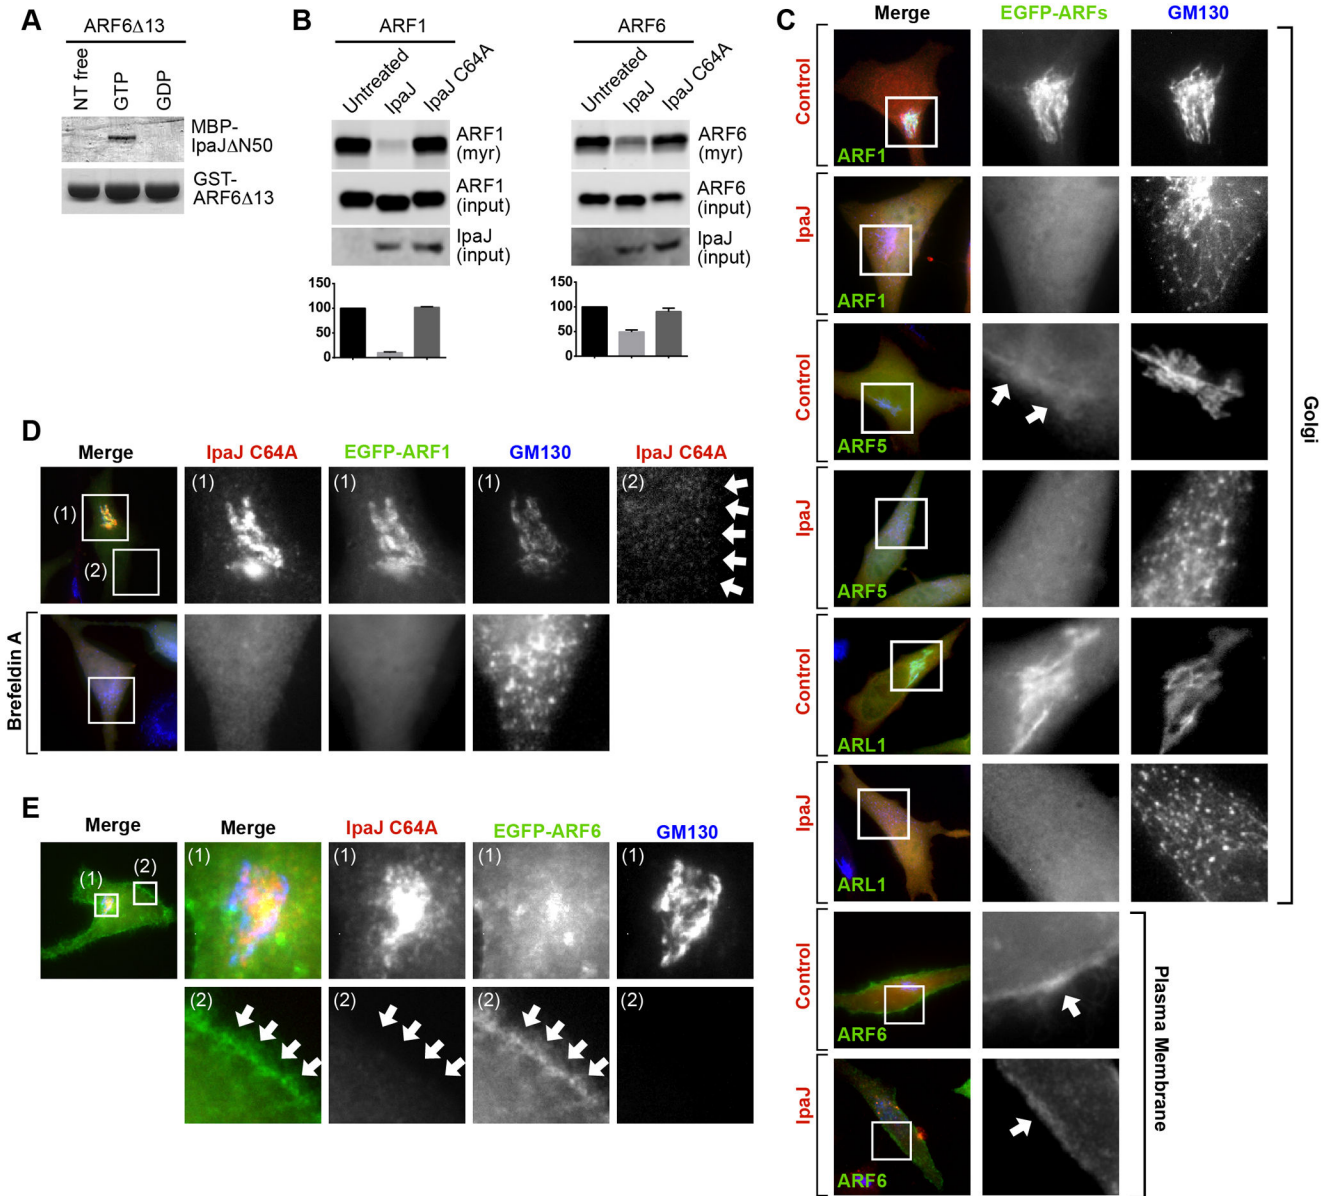 A
ARF6Δ13
NT free
GTP
GDP
MBP-
IpaJΔN50
GST-
ARF6Δ13
B
ARF1
Untreated
IpaJ
IpaJ C64A
ARF1
(myr)
ARF1
(input)
IpaJ
(input)
150
100
50
0
ARF6
Untreated
IpaJ
IpaJ C64A
ARF6
(myr)
ARF6
(input)
IpaJ
(input)
150
100
50
0
C
Merge
EGFP-ARFs
GM130
Control
ARF1
IpaJ
ARF1
Control
ARF5
IpaJ
ARF5
Control
ARL1
IpaJ
ARL1
Golgi
Control
ARF6
IpaJ
ARF6
Plasma Membrane
D
Merge
IpaJ C64A
EGFP-ARF1
GM130
IpaJ C64A
(1)
(2)
(1)
(1)
(1)
(2)
Brefeldin A
E
Merge
Merge
IpaJ C64A
EGFP-ARF6
GM130
(1)
(2)
(1)
(1)
(1)
(1)
(2)
(2)
(2)
(2)